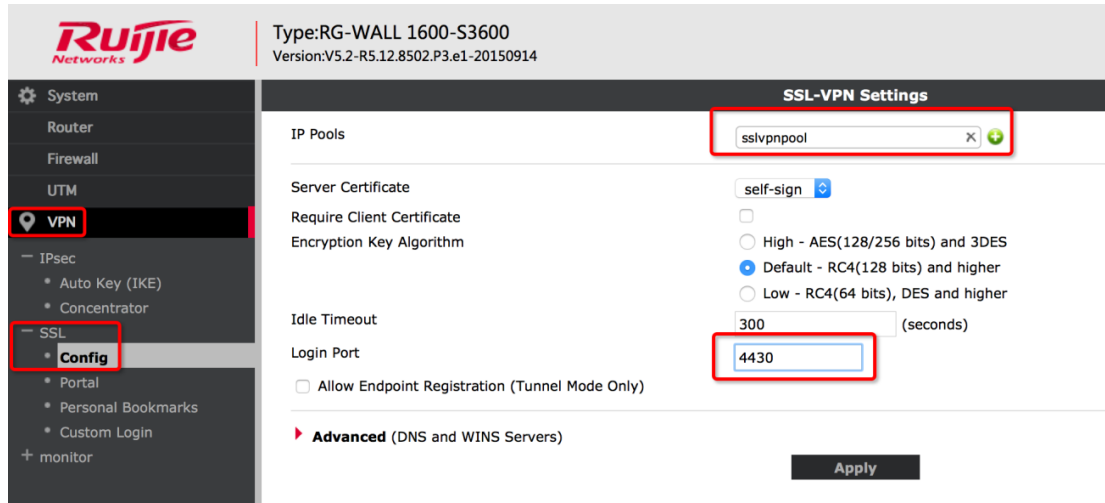 Ruijie
Networks
Type:RG-WALL 1600-S3600
Version:V5.2-R5.12.8502.P3.e1-20150914
System
Router
Firewall
UTM
VPN
IPsec
Auto Key (IKE)
Concentrator
SSL
Config
Portal
Personal Bookmarks
Custom Login
monitor
SSL-VPN Settings
IP Pools
sslvpnpool
Server Certificate
self-sign
Require Client Certificate
Encryption Key Algorithm
High - AES(128/256 bits) and 3DES
Default - RC4(128 bits) and higher
Low - RC4(64 bits), DES and higher
Idle Timeout
300 (seconds)
Login Port
4430
Allow Endpoint Registration (Tunnel Mode Only)
Advanced (DNS and WINS Servers)
Apply